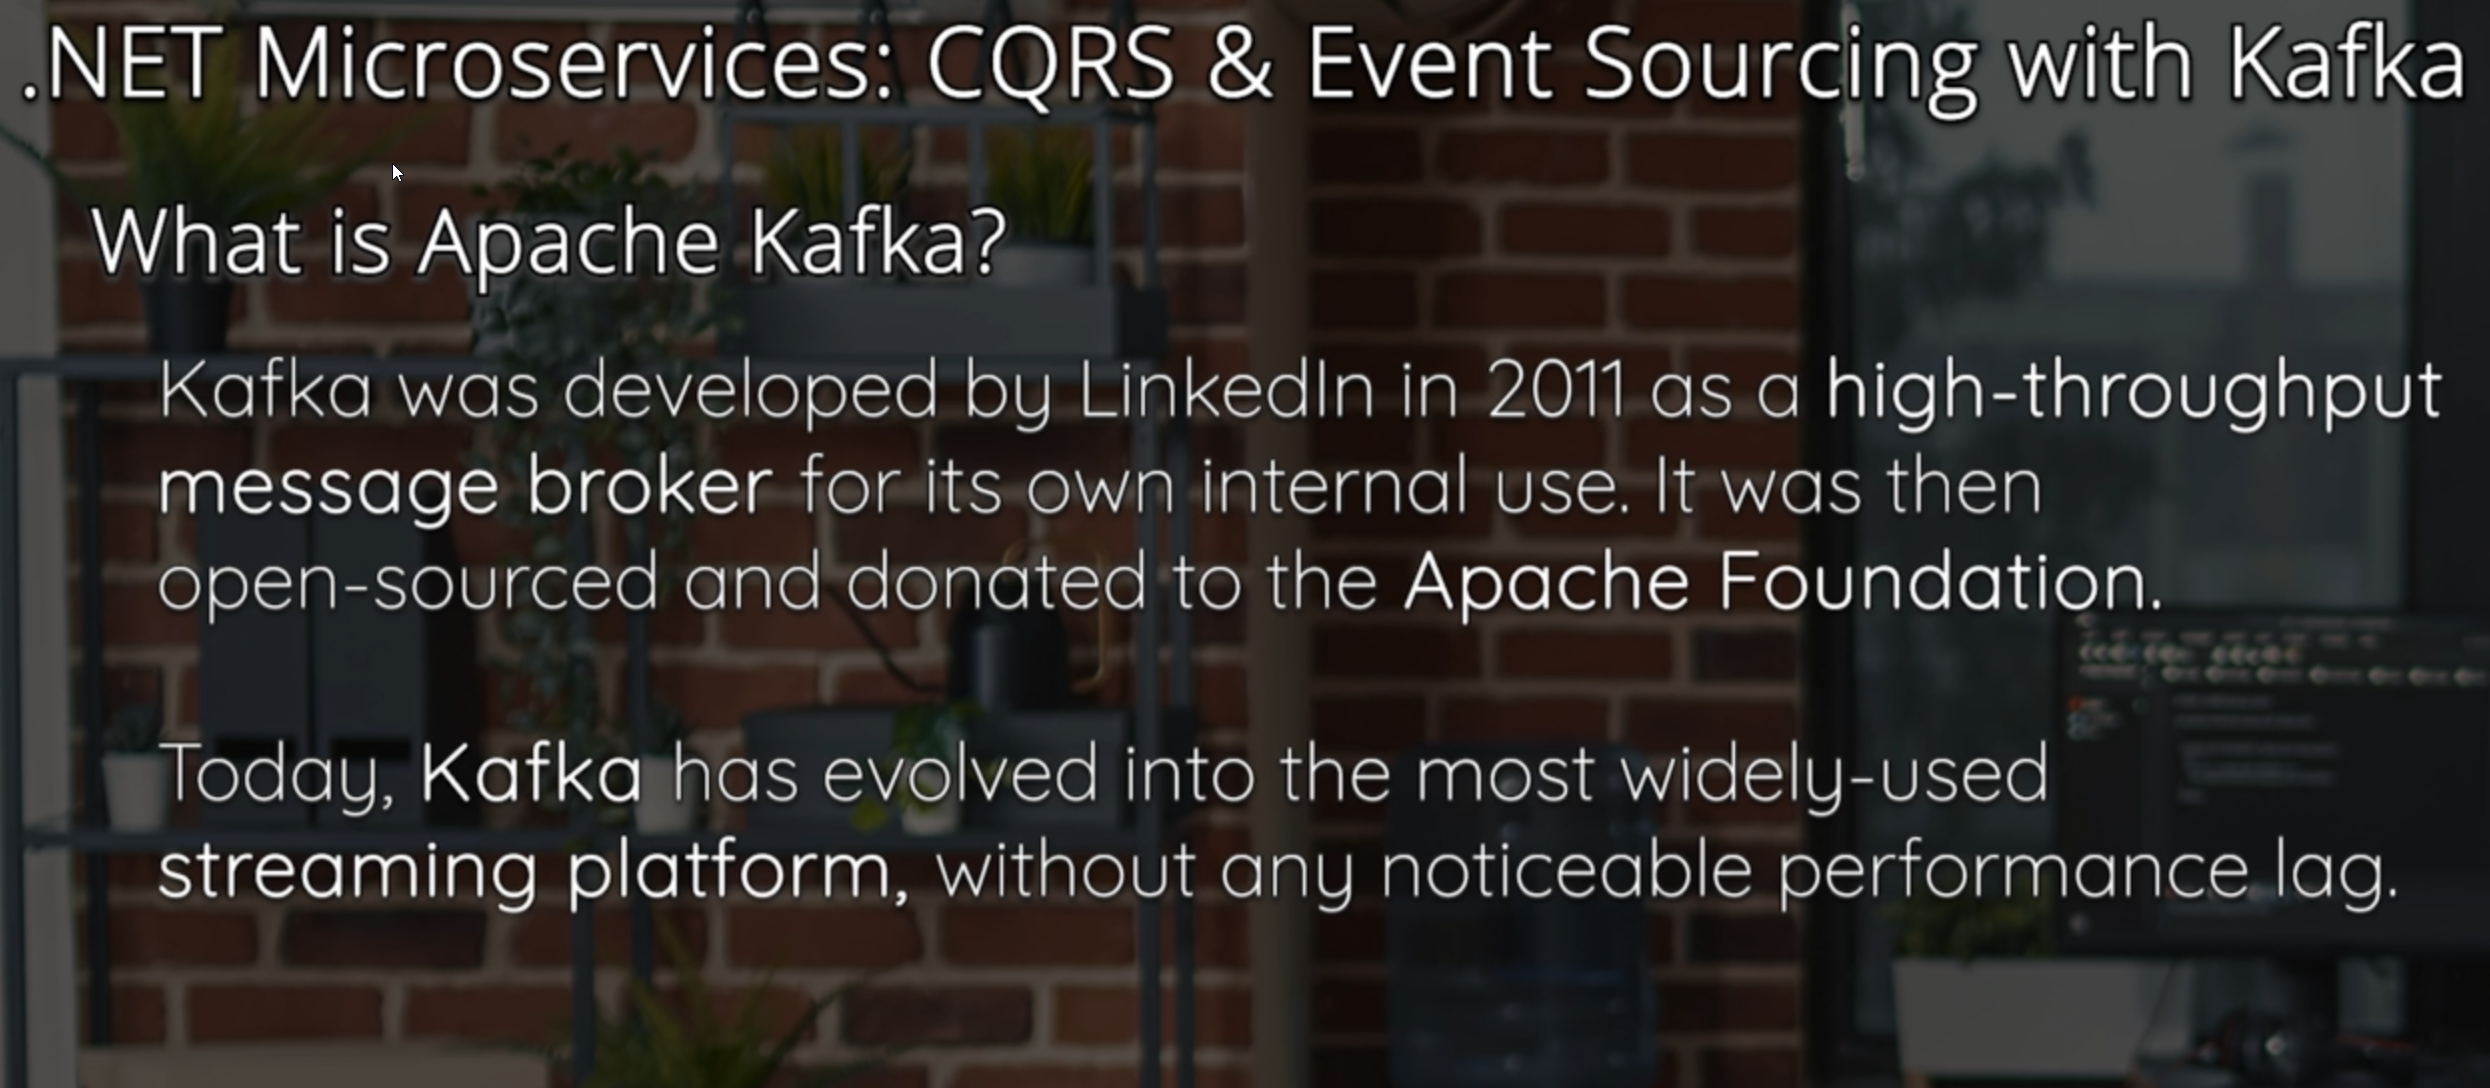 .NET Microservices: CQRS & Event Sourcing with Kafka
What is Apache Kafka?
Kafka was developed by LinkedIn in 2011 as a high-throughput
message broker for its own internal use. It was then
open-sourced and donated to the Apache Foundation.
Today, Kafka has evolved into the most widely-used
streaming platform, without any noticeable performance lag.